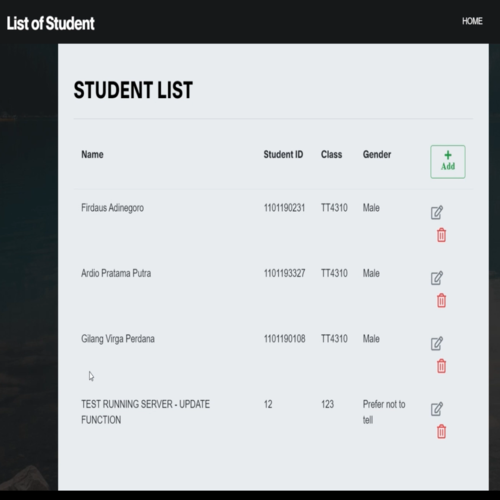 List of Student
HOME
STUDENT LIST
Name Student ID Class Gender
+ Add
Firdaus Adinegoro 1101190231 TT4310 Male
Ardio Pratama Putra 1101193327 TT4310 Male
Gilang Virga Perdana 1101190108 TT4310 Male
TEST RUNNING SERVER - UPDATE 12 123 Prefer not to
FUNCTION tell